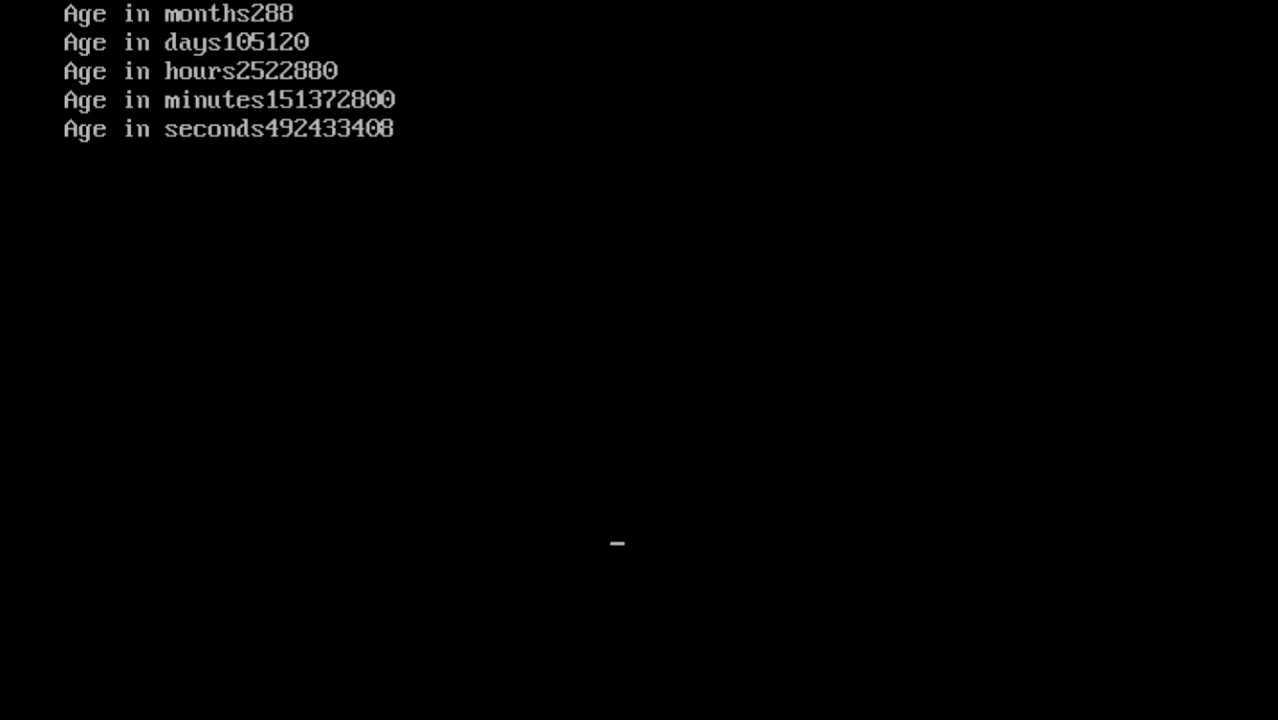 Age in months288
Age in days105120
Age in hours2522880
Age in minutes151372800
Age in seconds492433408